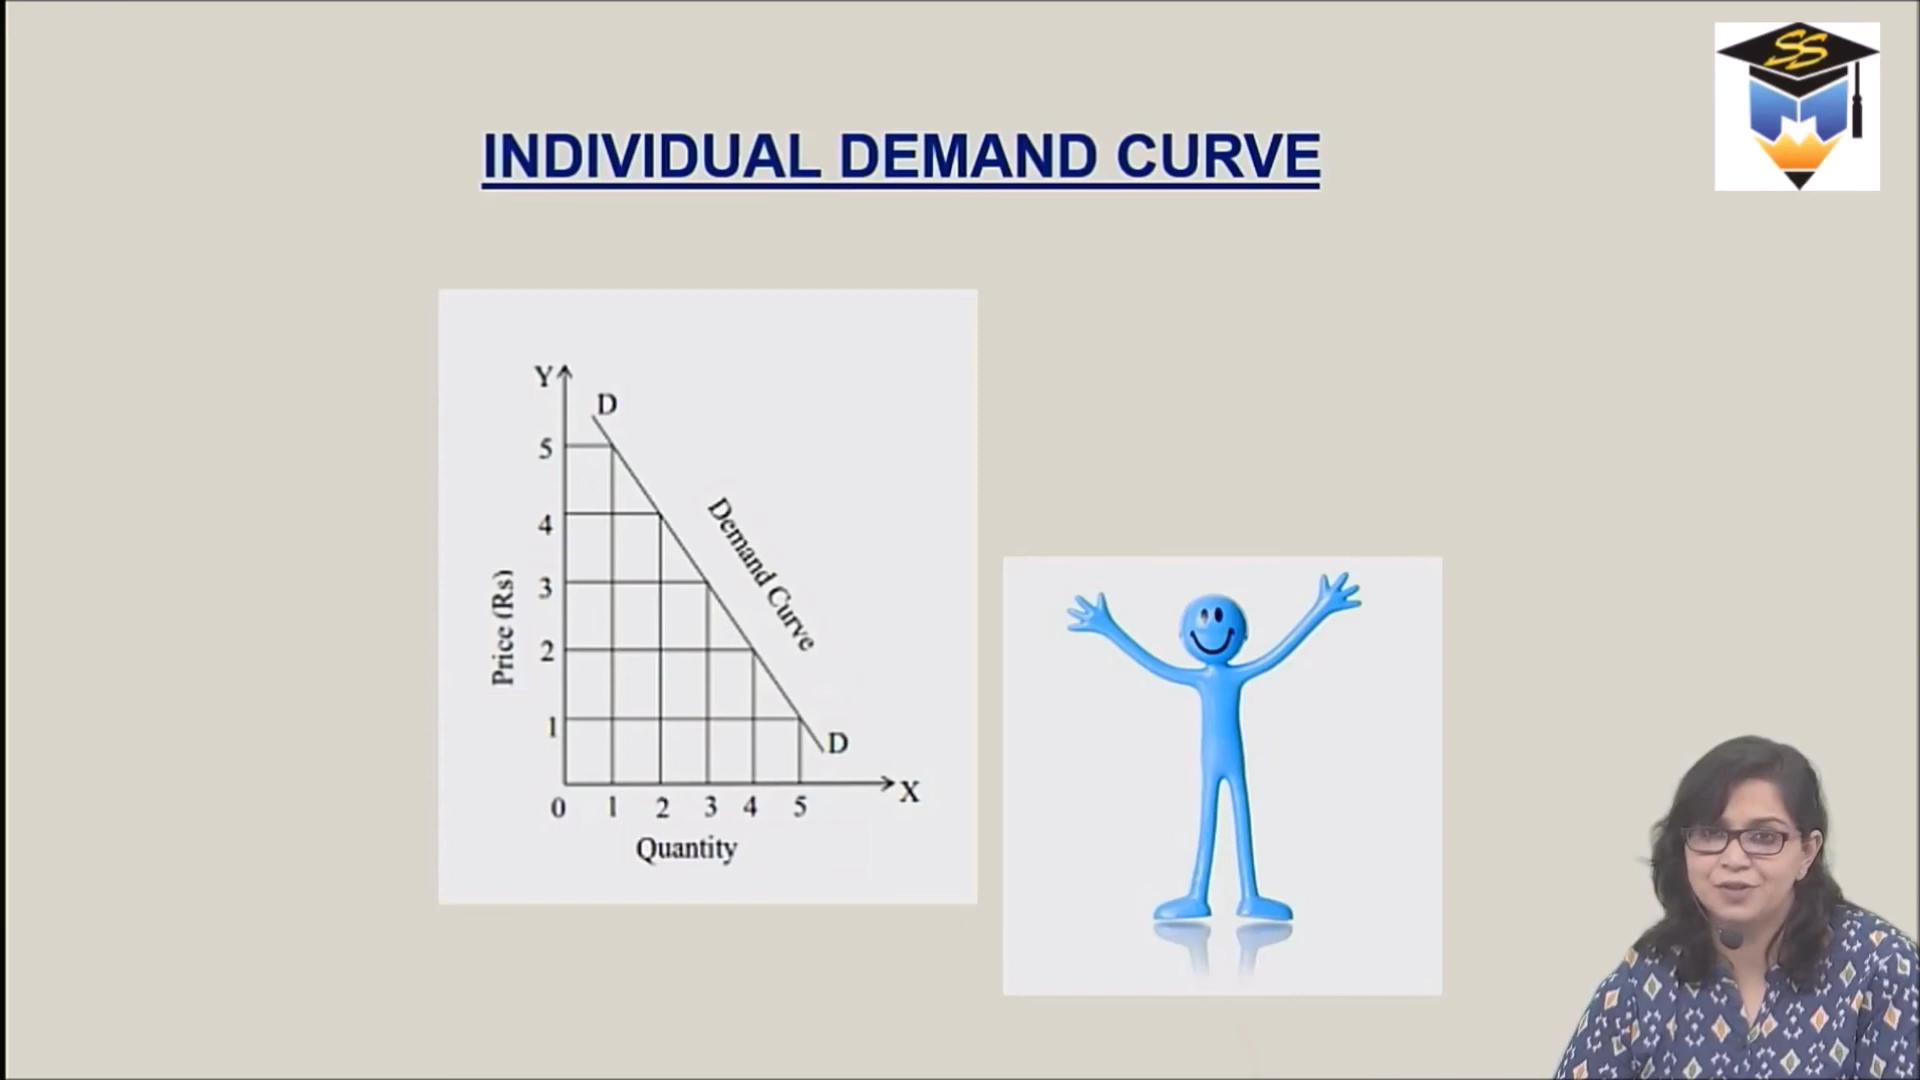 SS
INDIVIDUAL DEMAND CURVE
Y
D
5
4
3
2
1
Price (Rs)
Demand Curve
D
X
0 1 2 3 4 5
Quantity